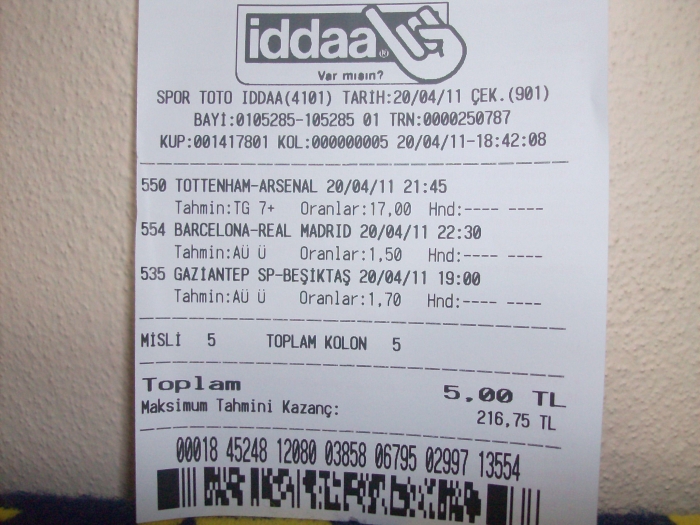 iddaa®
Var mısın?
SPOR TOTO IDDAA(4101) TARİH:20/04/11 ÇEK.(901)
BAYİ:0105285-105285 01 TRN:0000250787
KUP:001417801 KOL:000000005 20/04/11-18:42:08
550 TOTTENHAM-ARSENAL 20/04/11 21:45
Tahmin:TG 7+ Oranlar:17,00 Hnd:---- ----
554 BARCELONA-REAL MADRID 20/04/11 22:30
Tahmin:AÜ Ü Oranlar:1,50 Hnd:---- ----
535 GAZİANTEP SP-BEŞİKTAŞ 20/04/11 19:00
Tahmin:AÜ Ü Oranlar:1,70 Hnd:---- ----
MİSLİ 5 TOPLAM KOLON 5
Toplam 5,00 TL
Maksimum Tahmini Kazanç: 216,75 TL
00018 45248 12080 03858 06795 02997 13554